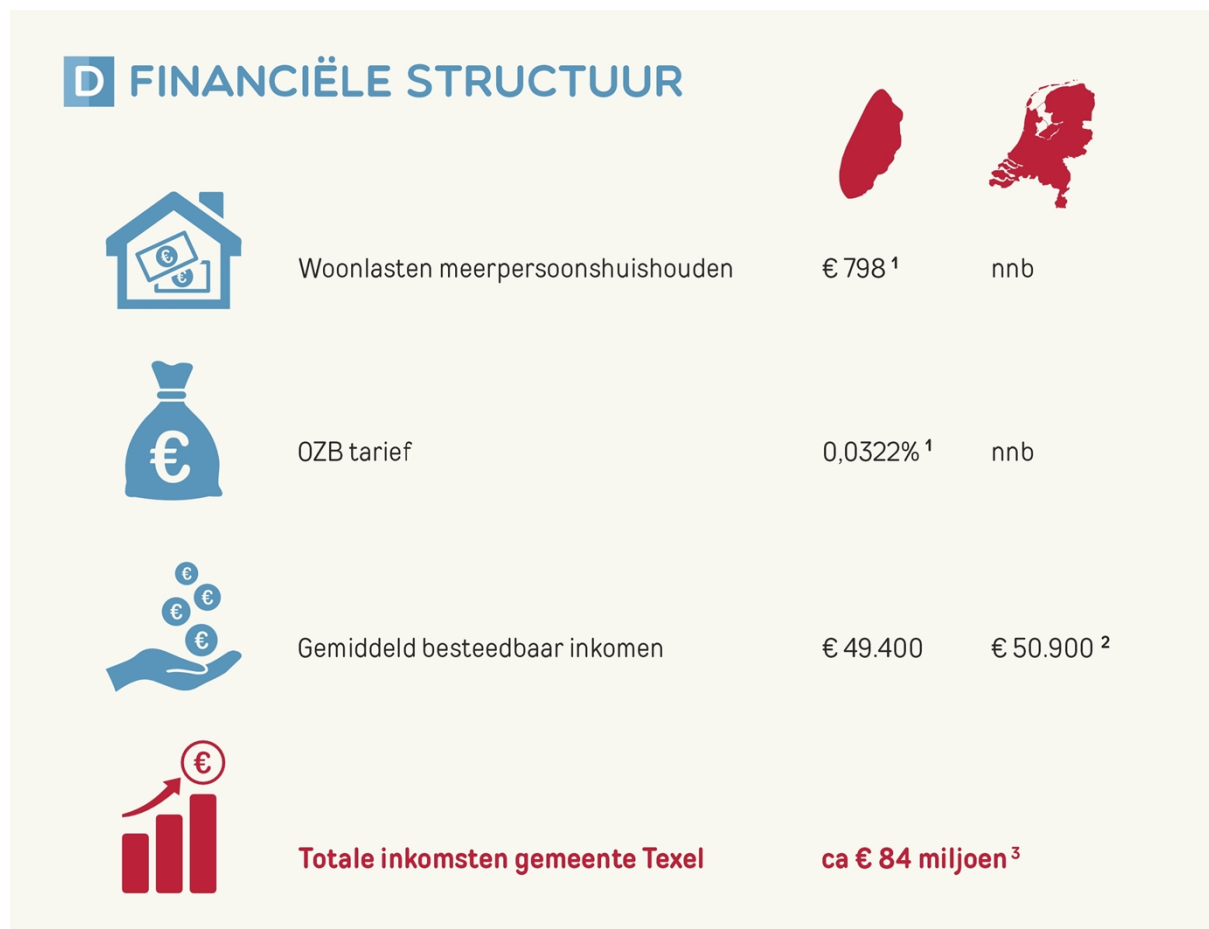 D FINANCIËLE STRUCTUUR
Woonlasten meerpersoonshuishouden € 798 ¹ nnb
OZB tarief 0,0322% ¹ nnb
Gemiddeld besteedbaar inkomen € 49.400 € 50.900 ²
Totale inkomsten gemeente Texel ca € 84 miljoen ³